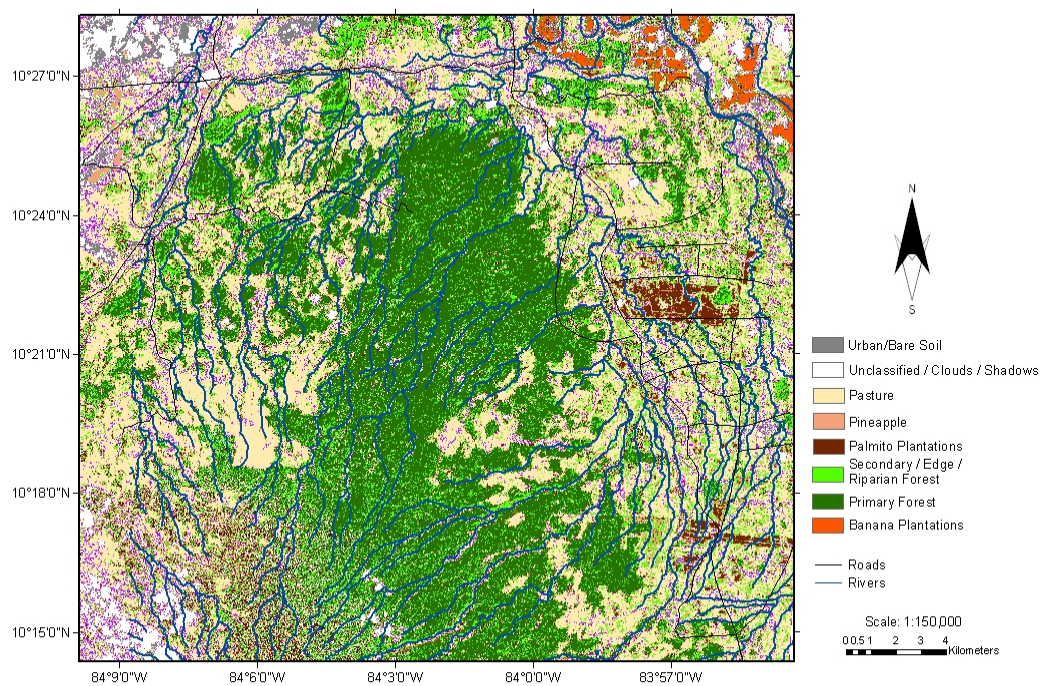 10°27'0"N
10°24'0"N
10°21'0"N
10°18'0"N
10°15'0"N
84°9'0"W 84°6'0"W 84°3'0"W 84°0'0"W 83°57'0"W
N
S
Urban/Bare Soil
Unclassified / Clouds / Shadows
Pasture
Pineapple
Palmito Plantations
Secondary / Edge /
Riparian Forest
Primary Forest
Banana Plantations
Roads
Rivers
Scale: 1:150,000
0 0.5 1 2 3 4
Kilometers